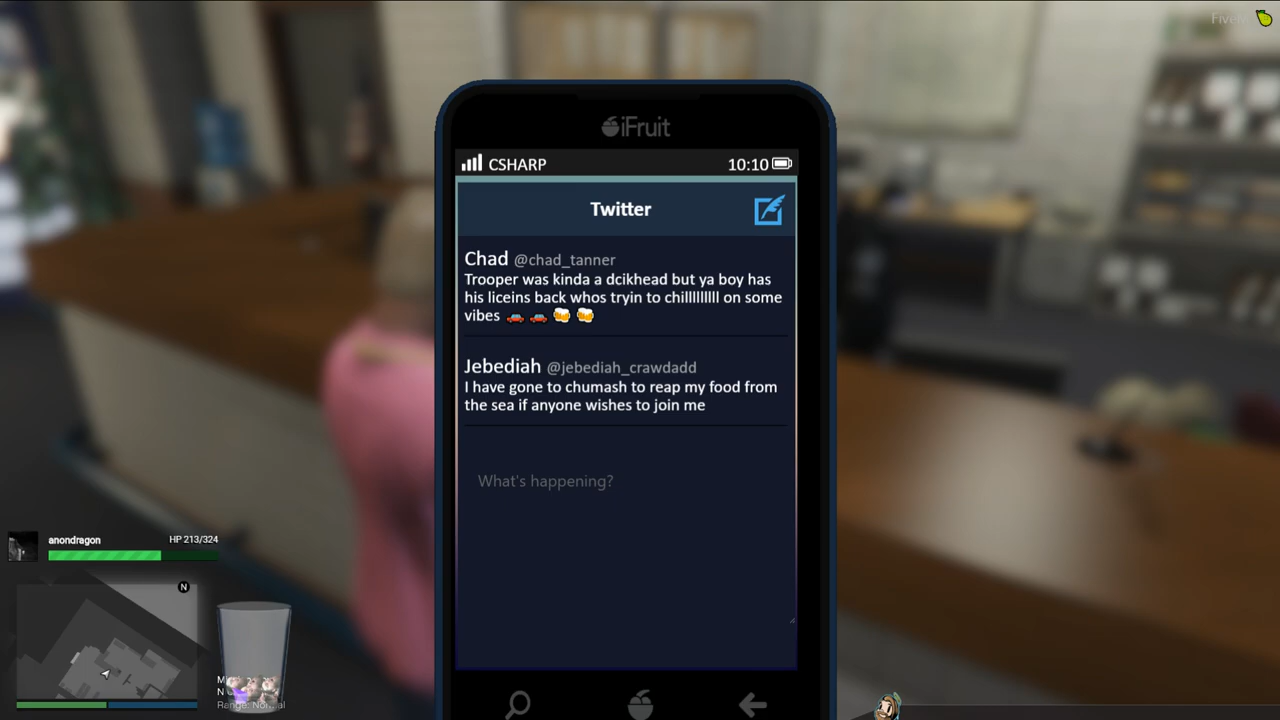 Five
iFruit
CSHARP 10:10
Twitter
Chad @chad_tanner
Trooper was kinda a dcikhead but ya boy has
his liceins back whos tryin to chilllllllll on some
vibes 🚗 🚗 🍻 🍻
Jebediah @jebediah_crawdadd
I have gone to chumash to reap my food from
the sea if anyone wishes to join me
What's happening?
anondragon HP 213/324
N
Range: